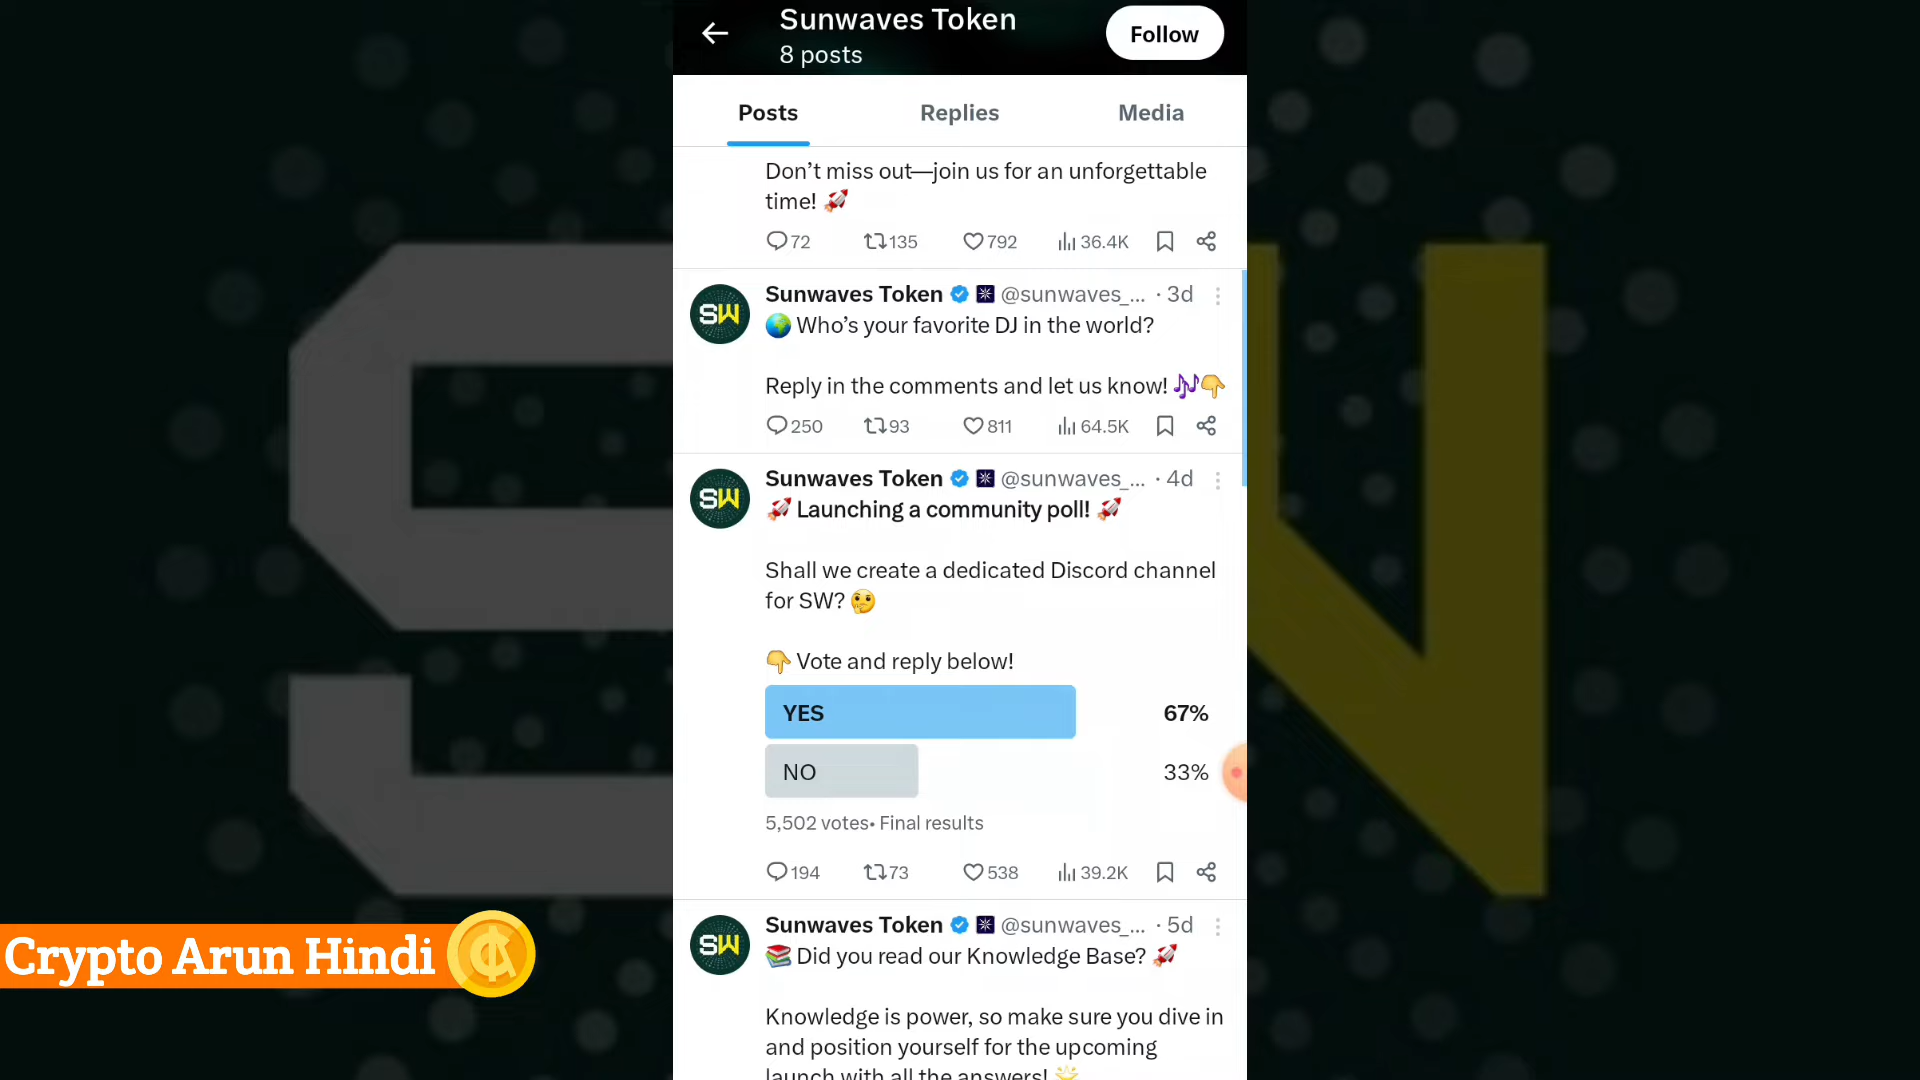 Sunwaves Token
8 posts
Follow
Posts Replies Media
Don’t miss out—join us for an unforgettable
time! 🚀
72 135 792 36.4K
Sunwaves Token @sunwaves_... · 3d
🌍 Who’s your favorite DJ in the world?
Reply in the comments and let us know! 🎶👇
250 93 811 64.5K
Sunwaves Token @sunwaves_... · 4d
🚀 Launching a community poll! 🚀
Shall we create a dedicated Discord channel
for SW? 🤔
👇 Vote and reply below!
YES 67%
NO 33%
5,502 votes• Final results
194 73 538 39.2K
Sunwaves Token @sunwaves_... · 5d
📚 Did you read our Knowledge Base? 🚀
Knowledge is power, so make sure you dive in
and position yourself for the upcoming
launch with all the answers! 🌟
SW
SW
SW
Crypto Arun Hindi